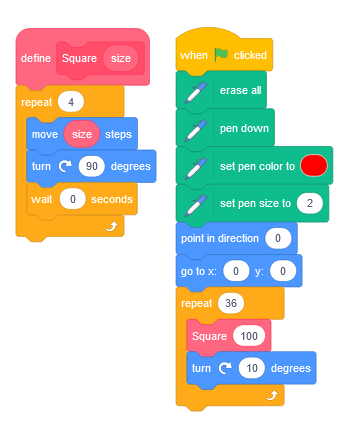 define Square size
repeat 4
move size steps
turn 90 degrees
wait 0 seconds
when clicked
erase all
pen down
set pen color to
set pen size to 2
point in direction 0
go to x: 0 y: 0
repeat 36
Square 100
turn 10 degrees